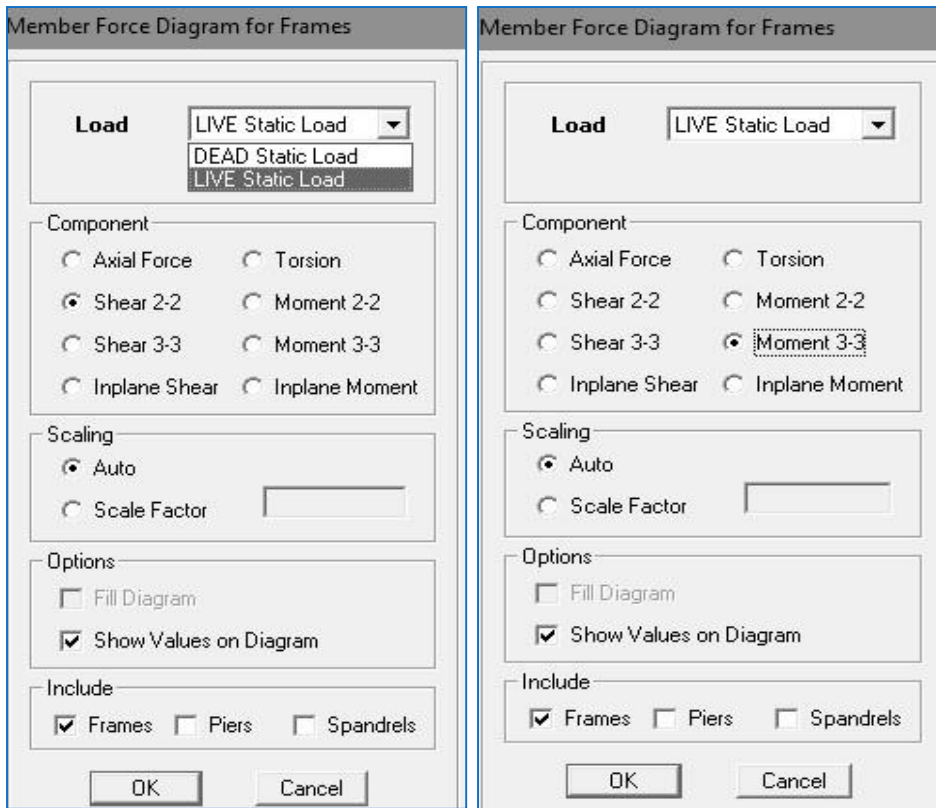 Member Force Diagram for Frames
Load LIVE Static Load
DEAD Static Load
LIVE Static Load
Component
Axial Force Torsion
Shear 2-2 Moment 2-2
Shear 3-3 Moment 3-3
Inplane Shear Inplane Moment
Scaling
Auto
Scale Factor
Options
Fill Diagram
Show Values on Diagram
Include
Frames Piers Spandrels
OK Cancel
Member Force Diagram for Frames
Load LIVE Static Load
Component
Axial Force Torsion
Shear 2-2 Moment 2-2
Shear 3-3 Moment 3-3
Inplane Shear Inplane Moment
Scaling
Auto
Scale Factor
Options
Fill Diagram
Show Values on Diagram
Include
Frames Piers Spandrels
OK Cancel